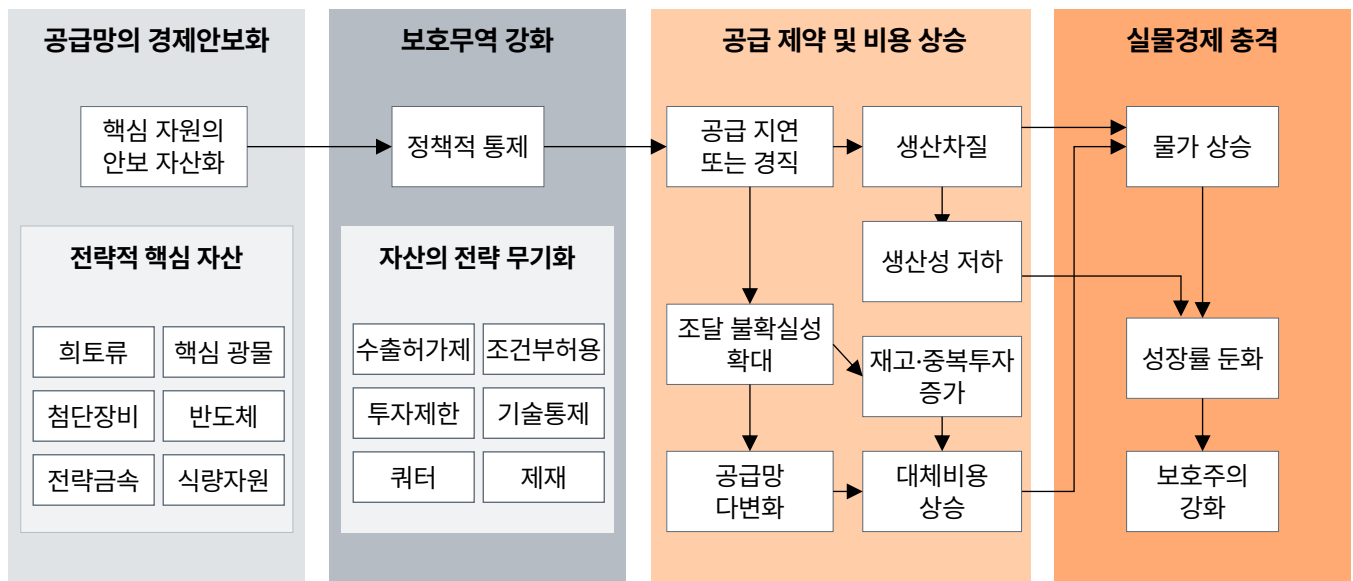 공급망의 경제안보화
핵심 자원의
안보 자산화
전략적 핵심 자산
희토류
핵심 광물
첨단장비
반도체
전략금속
식량자원
보호무역 강화
정책적 통제
자산의 전략 무기화
수출허가제
조건부허용
투자제한
기술통제
쿼터
제재
공급 제약 및 비용 상승
공급 지연
또는 경직
생산차질
생산성 저하
조달 불확실성
확대
재고·중복투자
증가
공급망
다변화
대체비용
상승
실물경제 충격
물가 상승
성장률 둔화
보호주의
강화